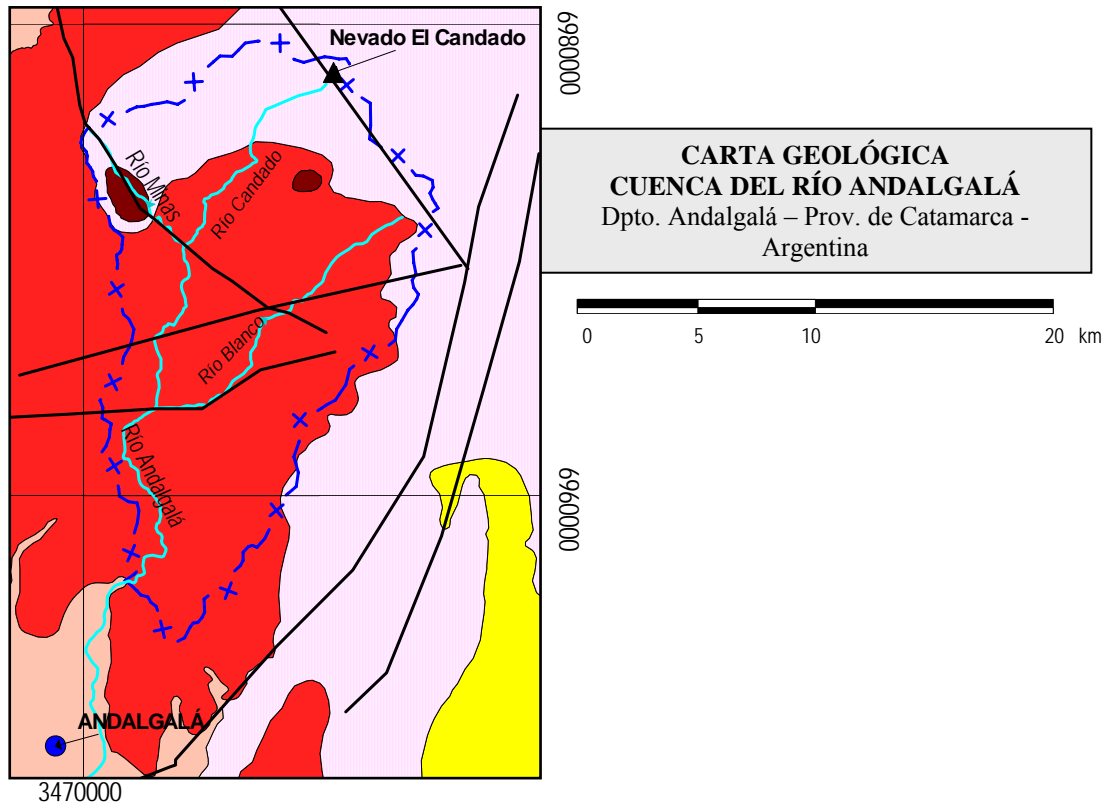 Nevado El Candado
6980000
CARTA GEOLÓGICA
CUENCA DEL RÍO ANDALGALÁ
Dpto. Andalgalá – Prov. de Catamarca -
Argentina
Río Minas
Río Candado
0 5 10 20 km
Río Blanco
Río Andalgalá
6960000
ANDALGALÁ
3470000